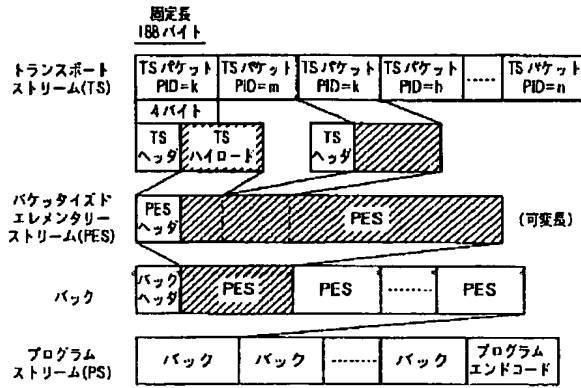 固定長
188バイト
トランスポート
ストリーム(TS)
TSパケット
PID=k
TSパケット
PID=m
TSパケット
PID=k
TSパケット
PID=h
TSパケット
PID=n
4バイト
TS
ヘッダ
TS
ハイロード
TS
ヘッダ
パケッタイズド
エレメンタリー
ストリーム(PES)
PES
ヘッダ
PES
(可変長)
パック
パック
ヘッダ
PES
PES
PES
プログラム
ストリーム(PS)
パック
パック
パック
プログラム
エンドコード